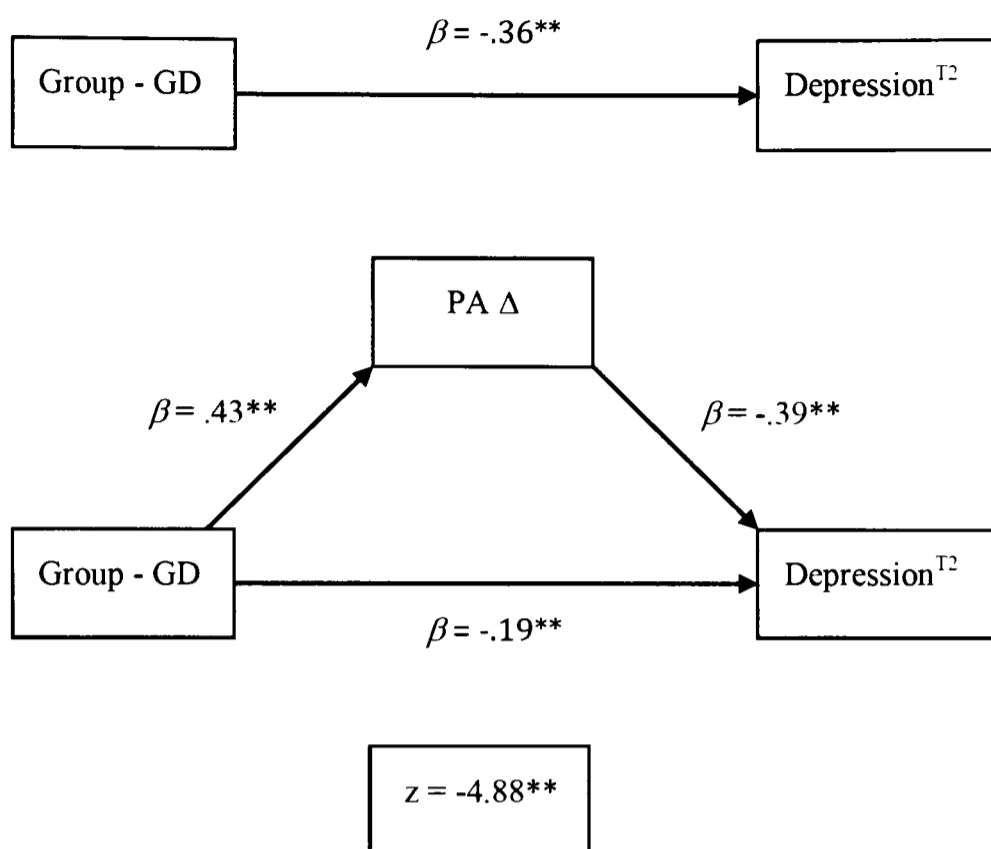 β = -.36**
Group - GD
Depression^T2
PA Δ
β = .43**
β = -.39**
Group - GD
Depression^T2
β = -.19**
z = -4.88**